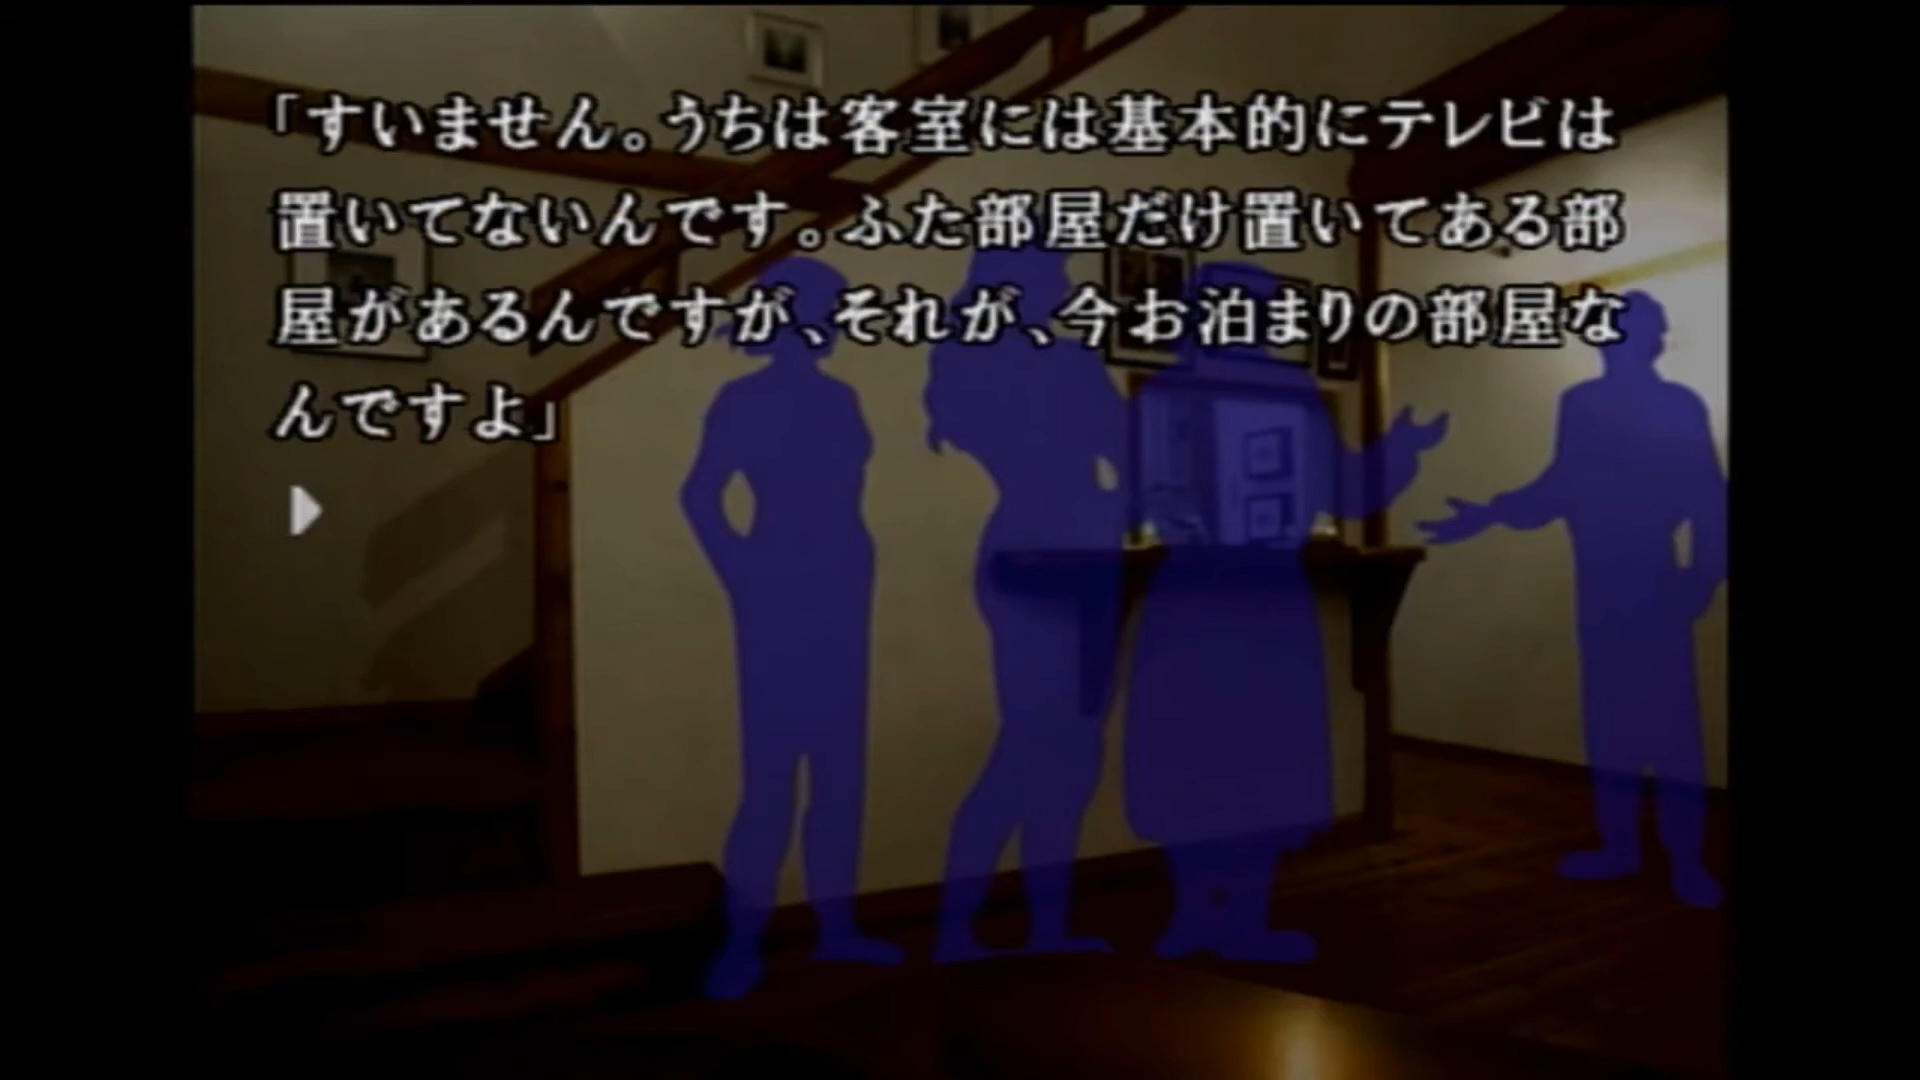 「すいません。うちは客室には基本的にテレビは
置いてないんです。ふた部屋だけ置いてある部
屋があるんですが、それが、今お泊まりの部屋な
んですよ」